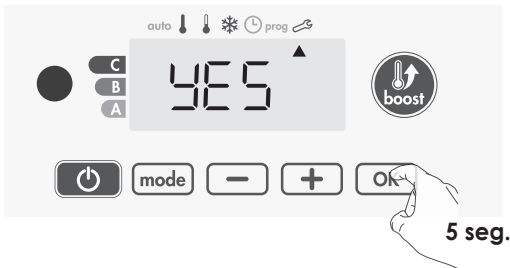 auto prog
C
B
A
YES
boost
mode - + OK
5 seg.